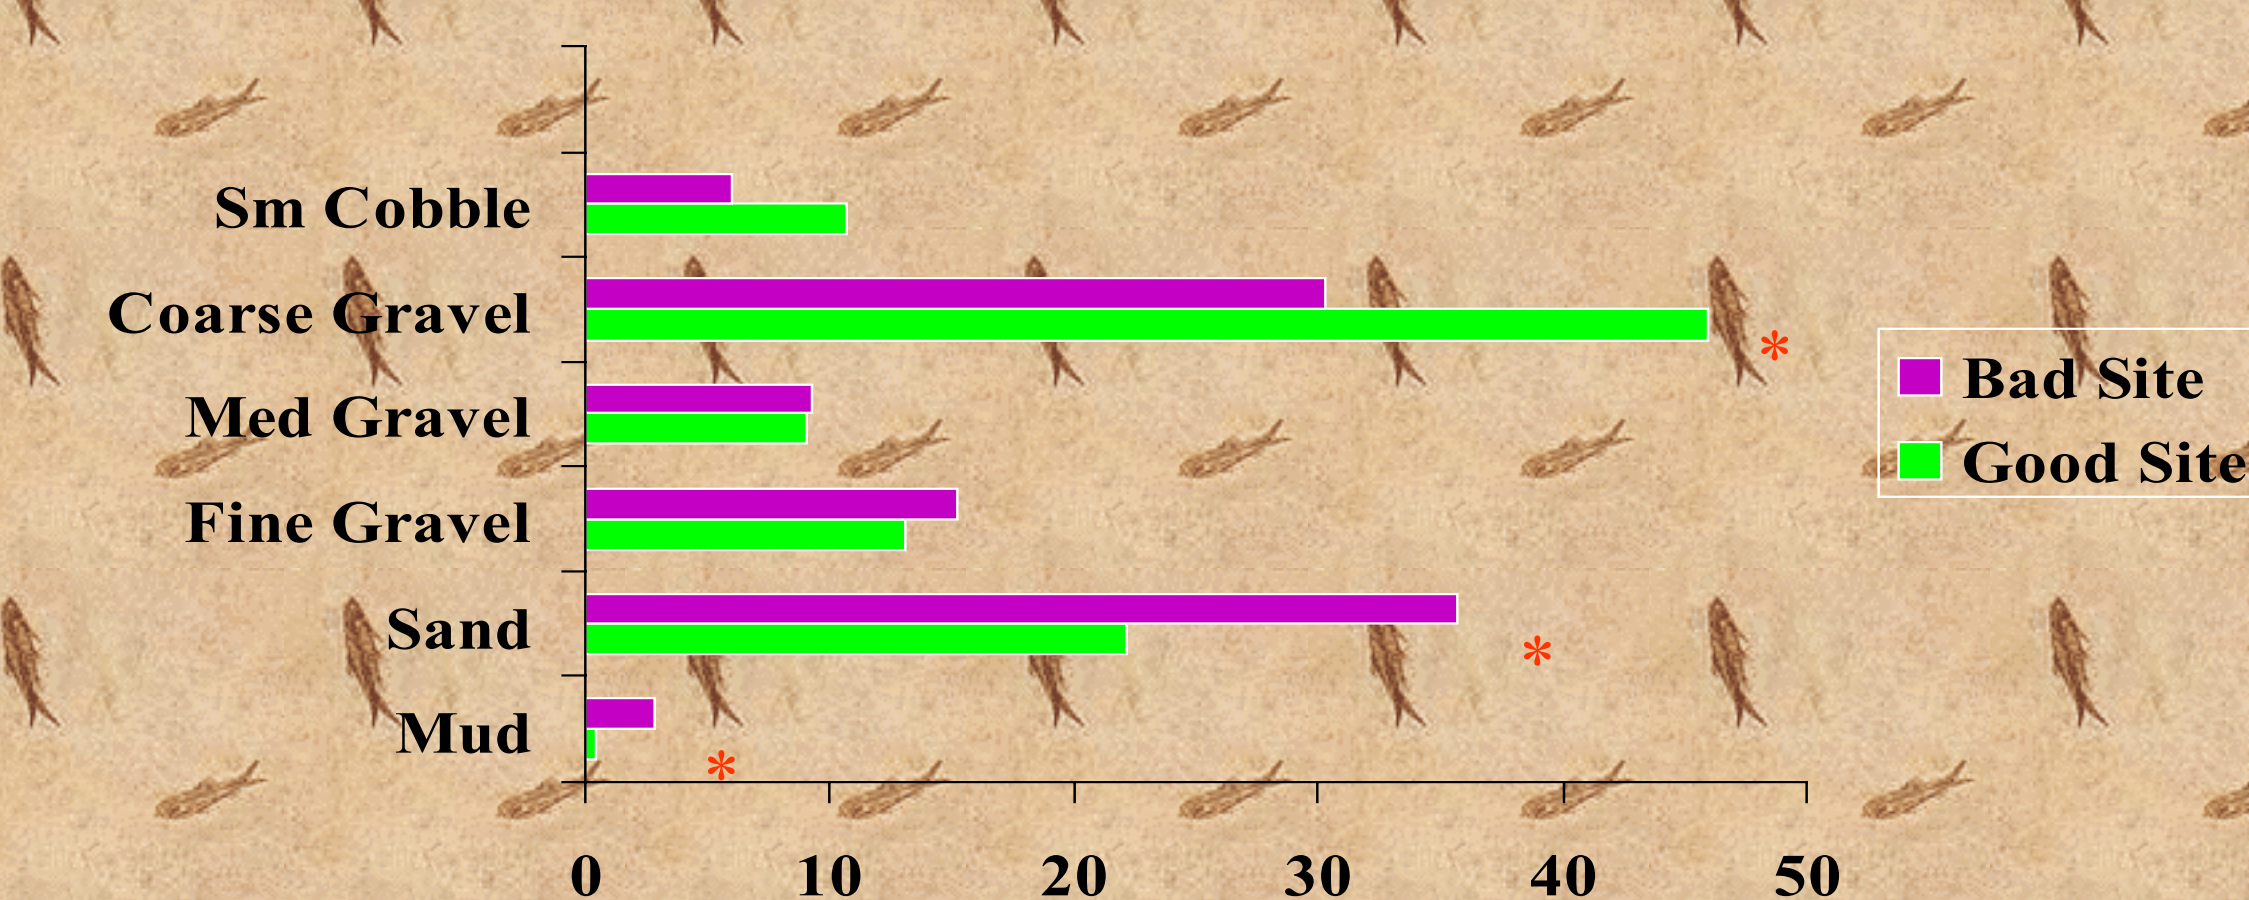 Sm Cobble
Coarse Gravel
*
Med Gravel
Fine Gravel
Sand
*
Mud
*
0 10 20 30 40 50
Bad Site
Good Site